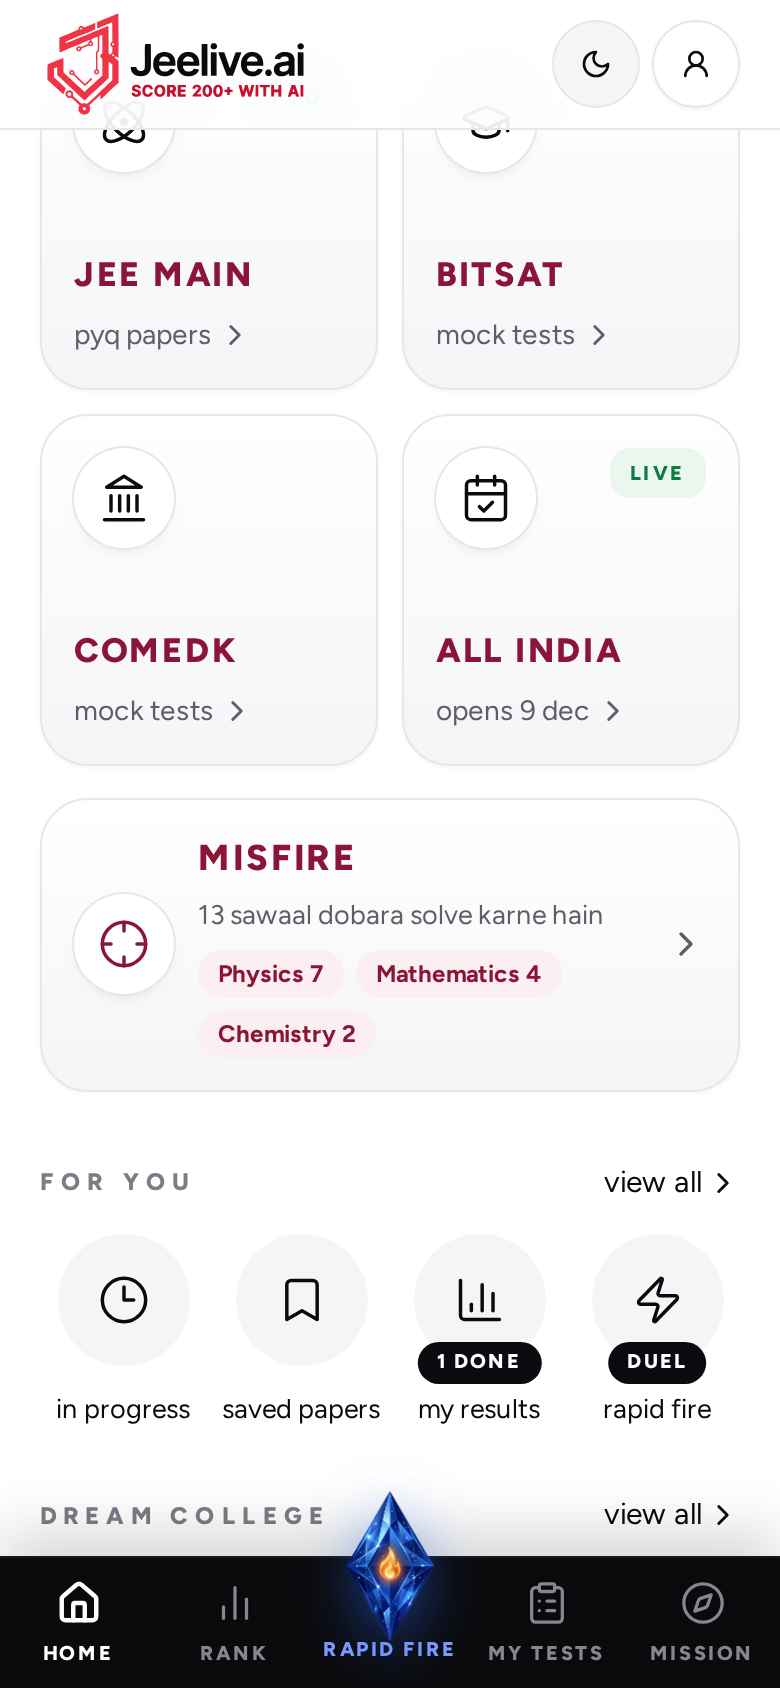 Jeelive.ai
SCORE 200+ WITH AI
JEE MAIN
pyq papers
BITSAT
mock tests
COMEDK
mock tests
LIVE
ALL INDIA
opens 9 dec
MISFIRE
13 sawaal dobara solve karne hain
Physics 7
Mathematics 4
Chemistry 2
FOR YOU
view all
1 DONE
DUEL
in progress
saved papers
my results
rapid fire
DREAM COLLEGE
view all
HOME
RANK
RAPID FIRE
MY TESTS
MISSION